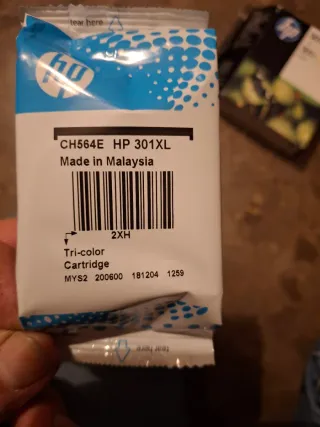 tear here
hp
CH564E HP 301XL
Made in Malaysia
2XH
Tri-color
Cartridge
MYS2 200600 181204 1259
tear here
hp